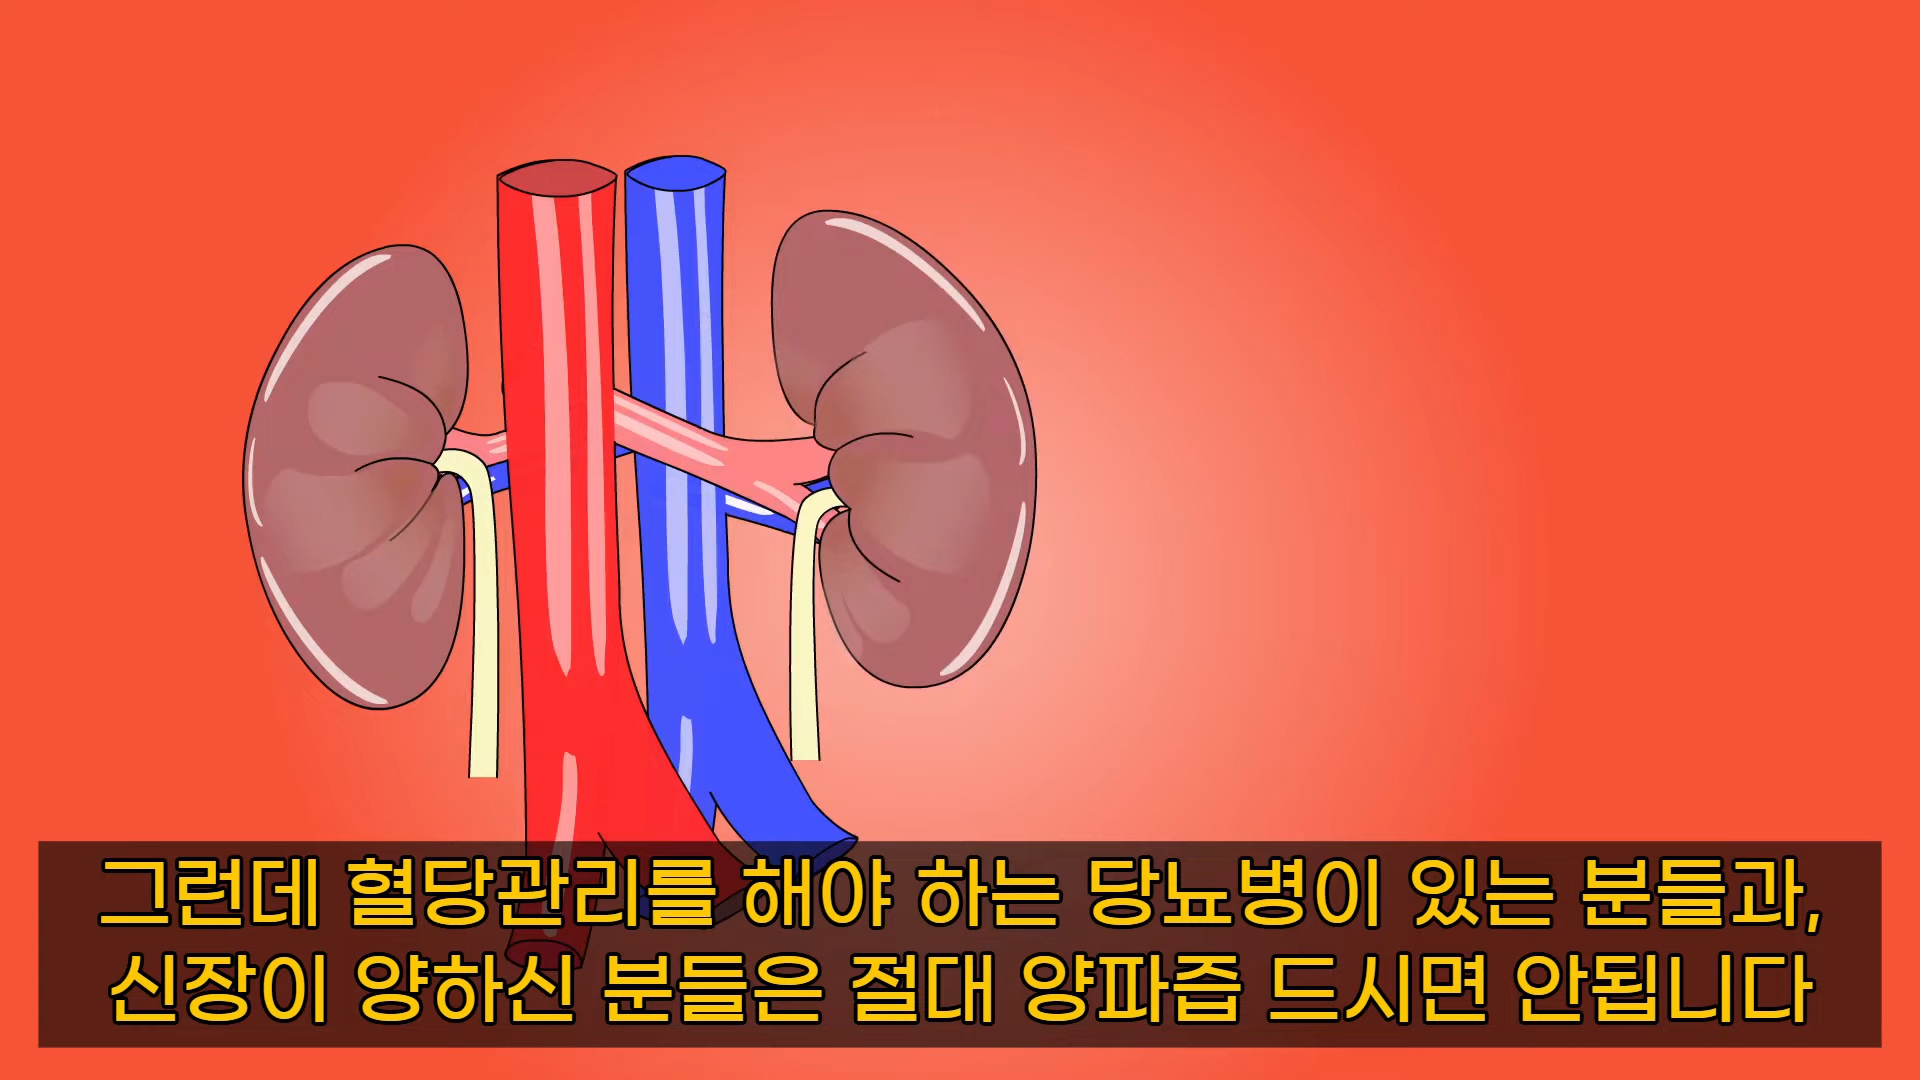 그런데 혈당관리를 해야 하는 당뇨병이 있는 분들과,
신장이 양하신 분들은 절대 양파즙 드시면 안됩니다